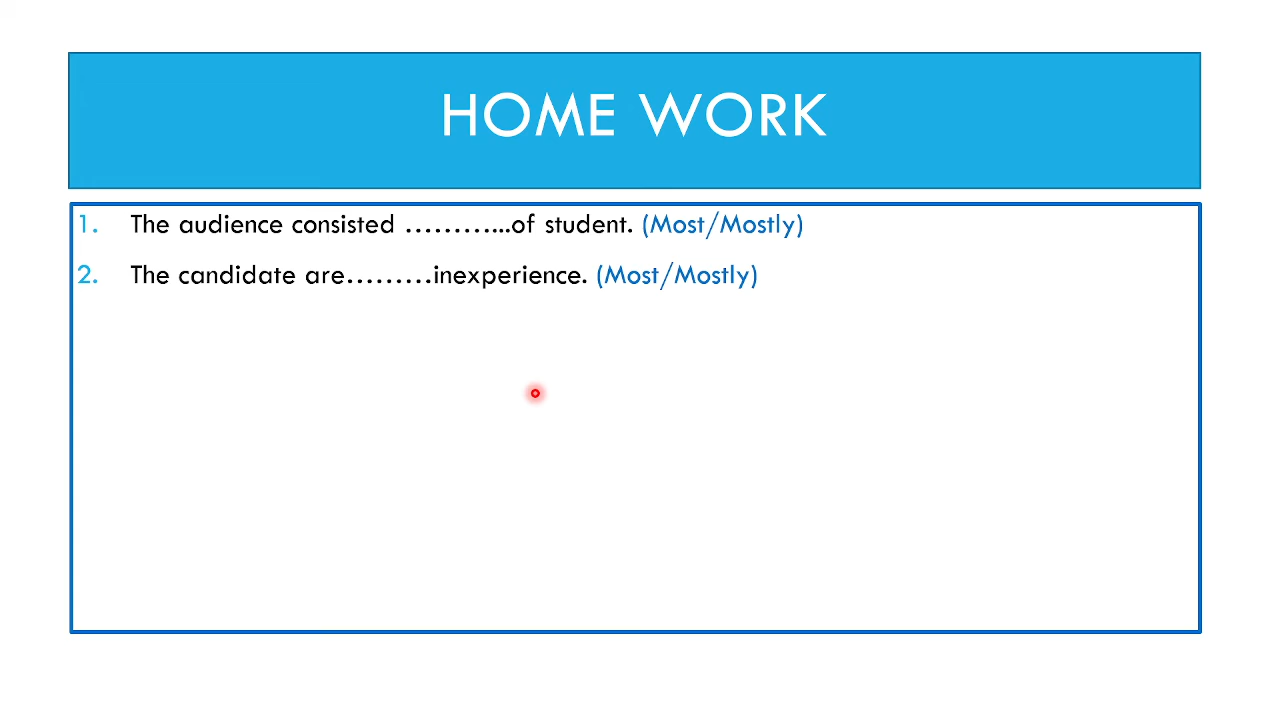 HOME WORK
1. The audience consisted ………...of student. (Most/Mostly)
2. The candidate are………inexperience. (Most/Mostly)